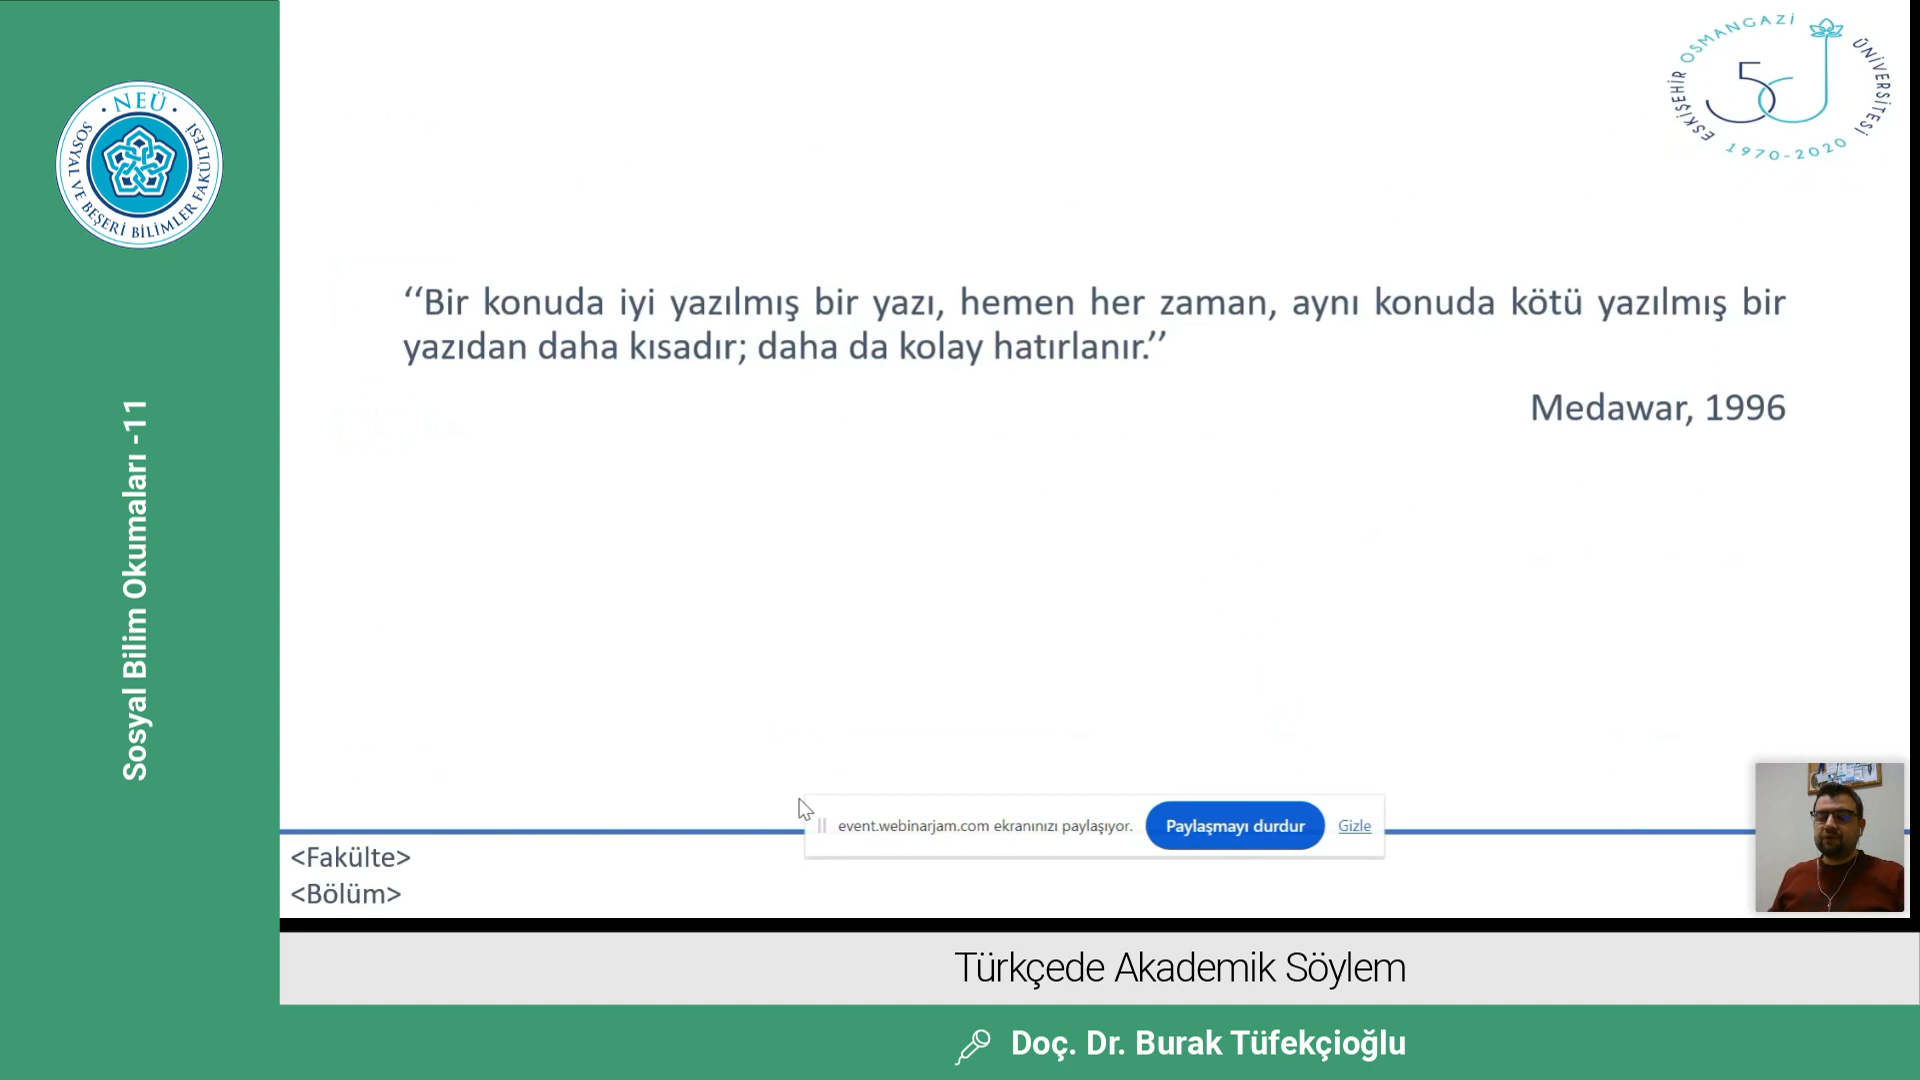 NEÜ
SOSYAL VE BEŞERİ BİLİMLER FAKÜLTESİ
Sosyal Bilim Okumaları -11
ESKİŞEHİR OSMANGAZİ ÜNİVERSİTESİ
50
1970-2020
‘‘Bir konuda iyi yazılmış bir yazı, hemen her zaman, aynı konuda kötü yazılmış bir
yazıdan daha kısadır; daha da kolay hatırlanır.’’
Medawar, 1996
event.webinarjam.com ekranınızı paylaşıyor. Paylaşmayı durdur Gizle
<Fakülte>
<Bölüm>
Türkçede Akademik Söylem
Doç. Dr. Burak Tüfekçioğlu